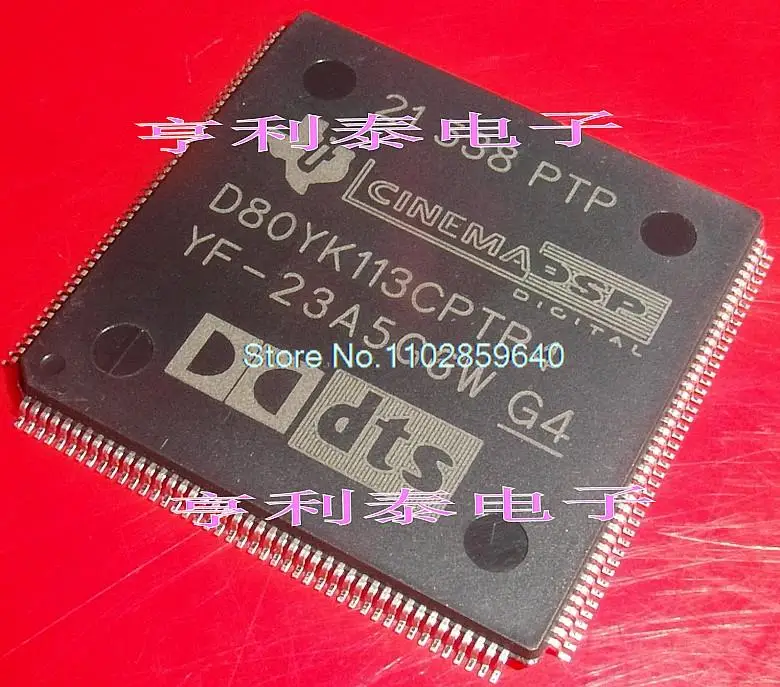 21 338 PTP
亨利泰电子
CINEMA DSP
DIGITAL
D80YK113CPTP
YF-23A5
Store No.:1102859640
G4
dts
亨利泰电子